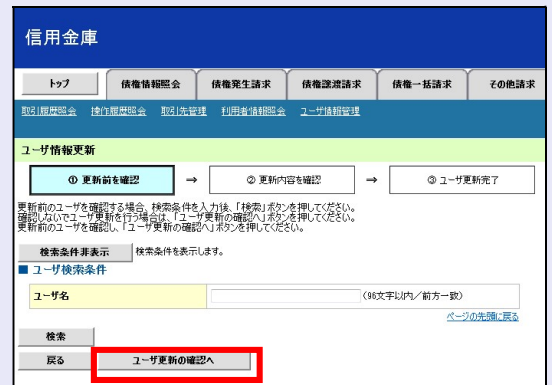 信用金庫
トップ 債権情報照会 債権発生請求 債権譲渡請求 債権一括請求 その他請求
取引履歴照会 操作履歴照会 取引先管理 利用者情報照会 ユーザ情報管理
ユーザ情報更新
① 更新前を確認 ⇒ ② 更新内容を確認 ⇒ ③ ユーザ更新完了
更新前のユーザを確認する場合、検索条件を入力後、「検索」ボタンを押してください。
確認しないでユーザ更新を行う場合は、「ユーザ更新の確認へ」ボタンを押してください。
更新前のユーザを確認し、「ユーザ更新の確認へ」ボタンを押してください。
検索条件非表示 検索条件を表示します。
■ ユーザ検索条件
ユーザ名 (96文字以内／前方一致)
ページの先頭に戻る
検索
戻る ユーザ更新の確認へ